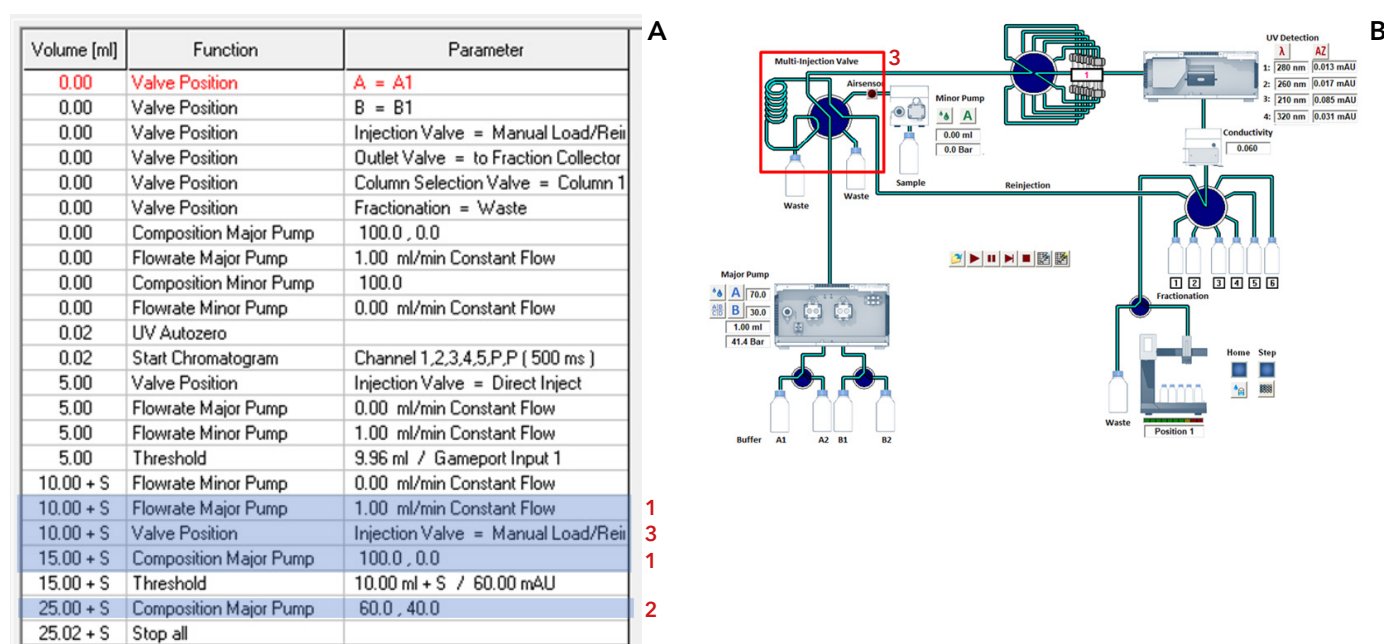 A
Volume [ml] Function Parameter
0.00 Valve Position A = A1
0.00 Valve Position B = B1
0.00 Valve Position Injection Valve = Manual Load/Rei
0.00 Valve Position Outlet Valve = to Fraction Collector
0.00 Valve Position Column Selection Valve = Column 1
0.00 Valve Position Fractionation = Waste
0.00 Composition Major Pump 100.0 , 0.0
0.00 Flowrate Major Pump 1.00 ml/min Constant Flow
0.00 Composition Minor Pump 100.0
0.00 Flowrate Minor Pump 0.00 ml/min Constant Flow
0.02 UV Autozero
0.02 Start Chromatogram Channel 1,2,3,4,5,P,P ( 500 ms )
5.00 Valve Position Injection Valve = Direct Inject
5.00 Flowrate Major Pump 0.00 ml/min Constant Flow
5.00 Flowrate Minor Pump 1.00 ml/min Constant Flow
5.00 Threshold 9.96 ml / Gameport Input 1
10.00 + S Flowrate Minor Pump 0.00 ml/min Constant Flow
10.00 + S Flowrate Major Pump 1.00 ml/min Constant Flow 1
10.00 + S Valve Position Injection Valve = Manual Load/Rei 3
15.00 + S Composition Major Pump 100.0 , 0.0 1
15.00 + S Threshold 10.00 ml + S / 60.00 mAU
25.00 + S Composition Major Pump 60.0 , 40.0 2
25.02 + S Stop all
B
Multi-Injection Valve 3
Airsensor
Minor Pump
A
0.00 ml
0.0 Bar
Sample
Waste
Waste
1
UV Detection
λ AZ
1: 280 nm 0.013 mAU
2: 260 nm 0.017 mAU
3: 210 nm 0.085 mAU
4: 320 nm 0.031 mAU
Conductivity
0.060
Reinjection
1 2 3 4 5 6
Fractionation
Major Pump
A 70.0
B 30.0
1.00 ml
41.4 Bar
Buffer A1 A2 B1 B2
Home Step
Waste
Position 1